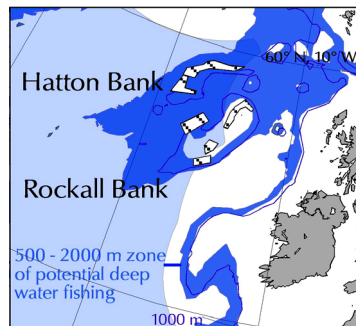 60° N, 10° W
Hatton Bank
Rockall Bank
500 - 2000 m zone
of potential deep
water fishing
1000 m